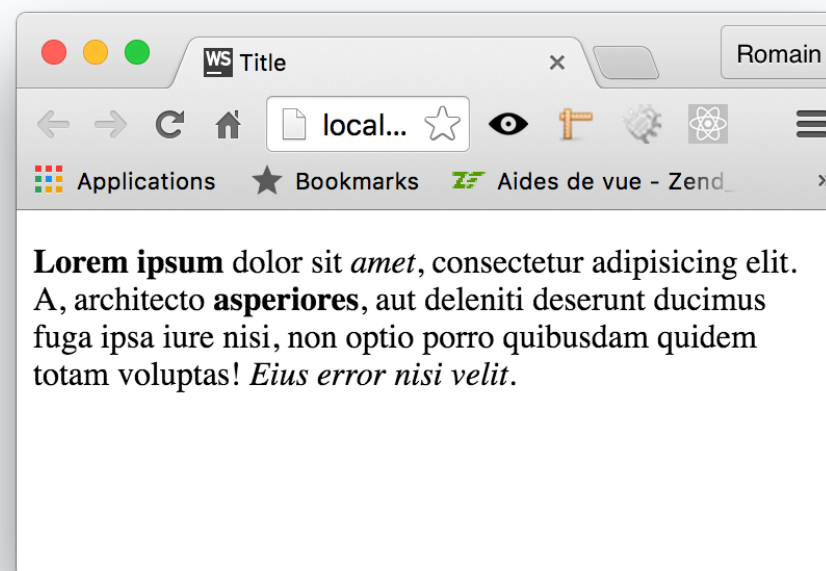 WS Title
Romain
local...
Applications Bookmarks Aides de vue - Zend_
Lorem ipsum dolor sit amet, consectetur adipisicing elit.
A, architecto asperiores, aut deleniti deserunt ducimus
fuga ipsa iure nisi, non optio porro quibusdam quidem
totam voluptas! Eius error nisi velit.